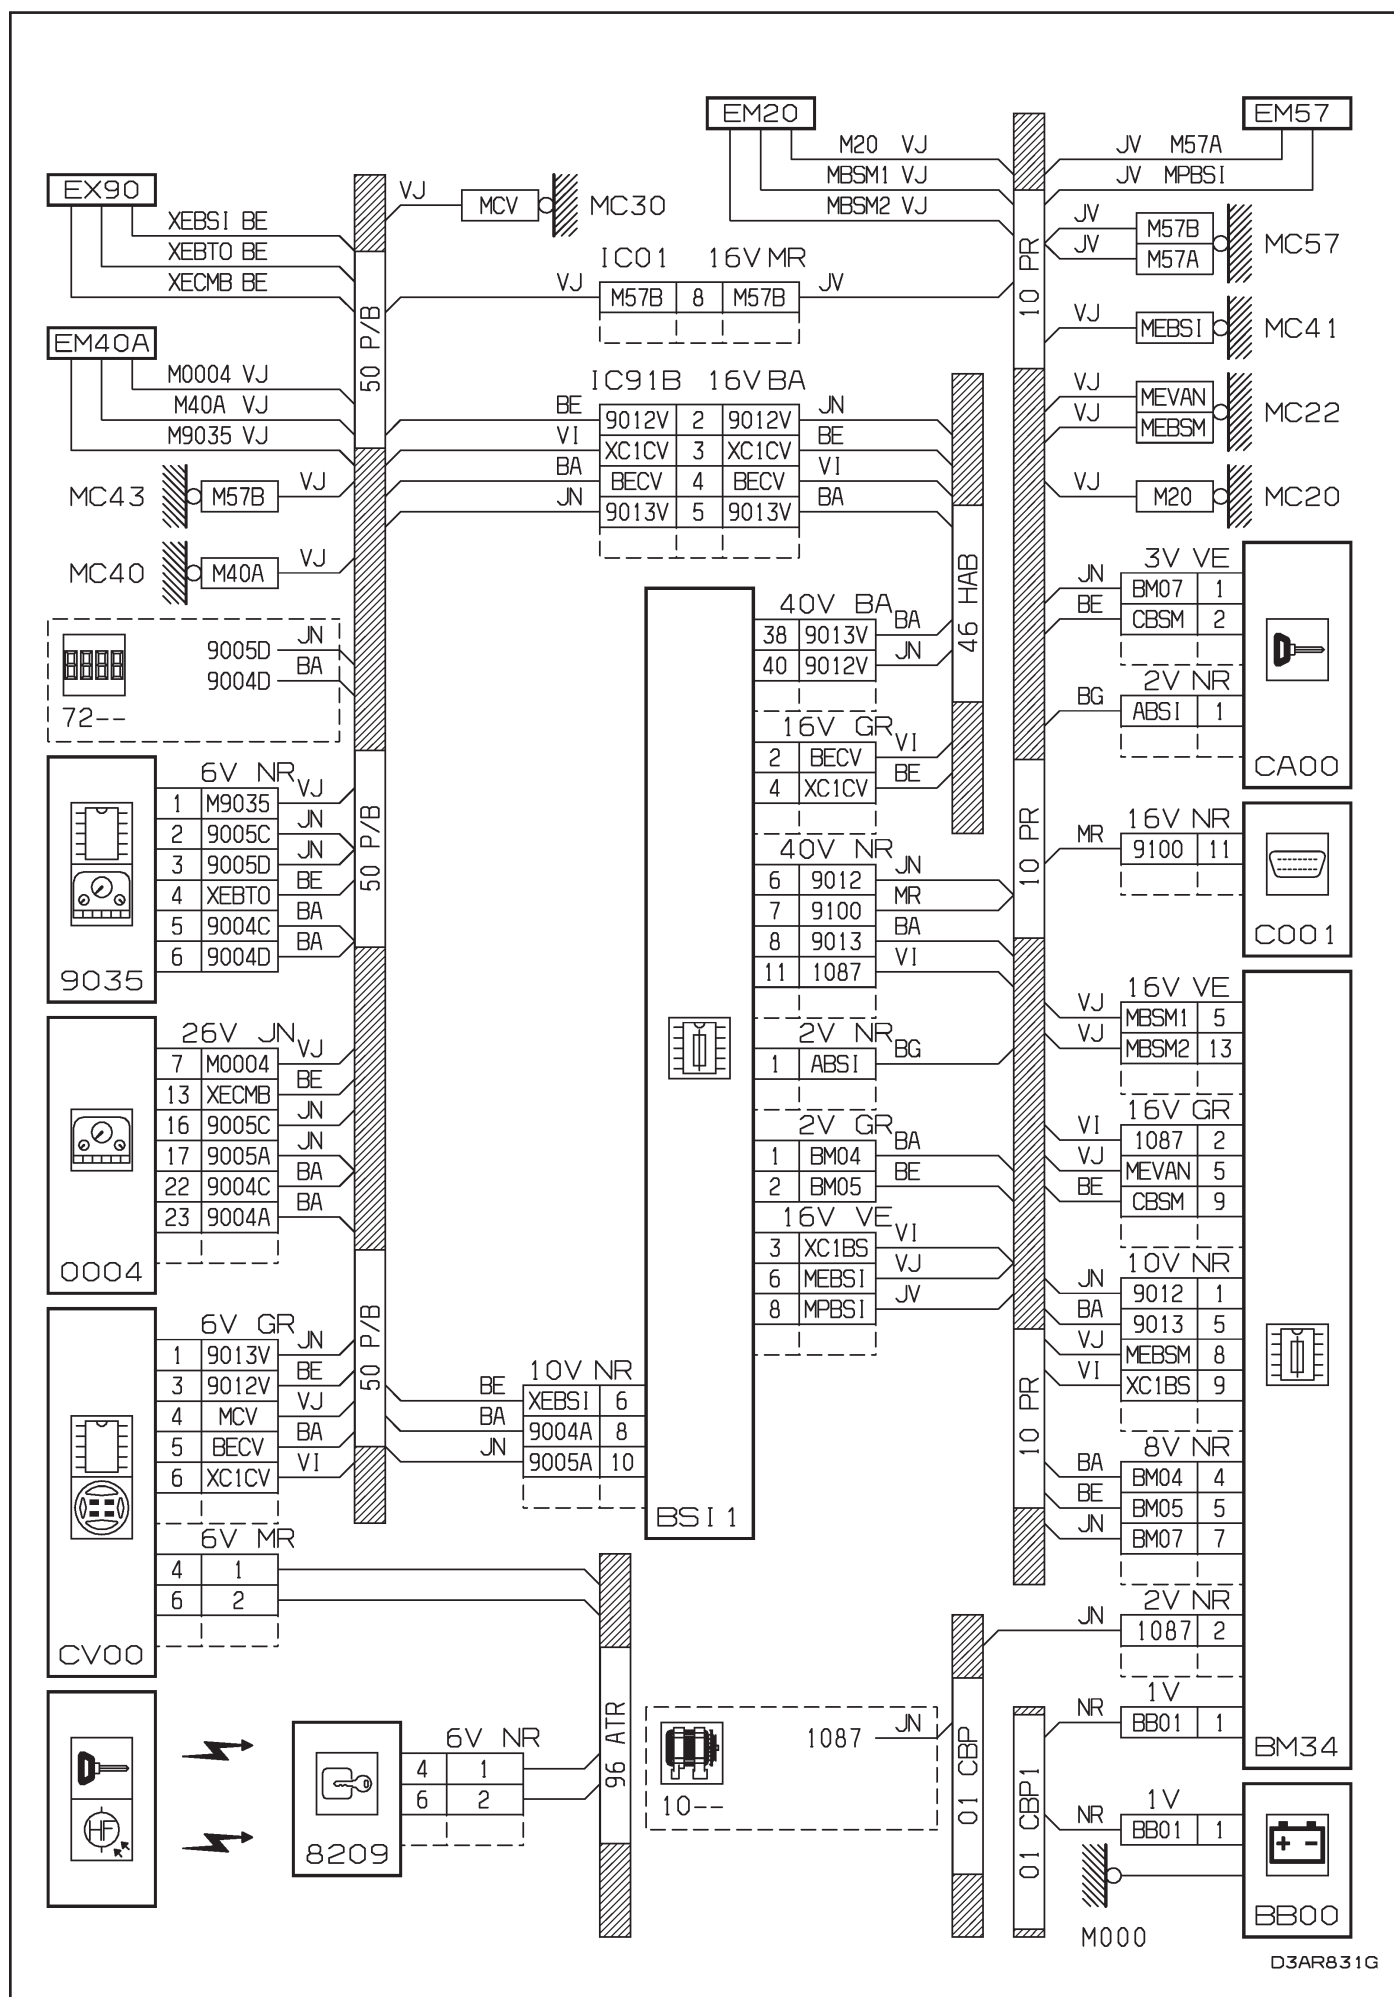 EM20
EM57
M20 VJ
MBSM1 VJ
MBSM2 VJ
JV M57A
JV MPBSI
EX90
XEBSI BE
XEBTO BE
XECMB BE
VJ MCV MC30
JV M57B
JV M57A
MC57
IC01 16V MR
VJ M57B 8 M57B JV
10 PR
VJ MEBSI MC41
EM40A
M0004 VJ
M40A VJ
M9035 VJ
50 P/B
IC91B 16V BA
BE 9012V 2 9012V JN
VI XC1CV 3 XC1CV BE
BA BECV 4 BECV VI
JN 9013V 5 9013V BA
VJ MEVAN
VJ MEBSM
MC22
MC43 M57B VJ
VJ M20 MC20
MC40 M40A VJ
46 HAB
3V VE
JN BM07 1
BE CBSM 2
2V NR
BG ABSI 1
CA00
9005D JN
9004D BA
72--
40V BA
38 9013V BA
40 9012V JN
16V GR
2 BECV VI
4 XC1CV BE
40V NR
6 9012 JN
7 9100 MR
8 9013 BA
11 1087 VI
2V NR
1 ABSI BG
2V GR
1 BM04 BA
2 BM05 BE
16V VE
3 XC1BS VI
6 MEBSI VJ
8 MPBSI JV
6V NR
1 M9035 VJ
2 9005C JN
3 9005D JN
4 XEBTO BE
5 9004C BA
6 9004D BA
9035
50 P/B
10 PR
16V NR
MR 9100 11
C001
26V JN
7 M0004 VJ
13 XECMB BE
16 9005C JN
17 9005A JN
22 9004C BA
23 9004A BA
0004
16V VE
VJ MBSM1 5
VJ MBSM2 13
16V GR
VI 1087 2
VJ MEVAN 5
BE CBSM 9
10V NR
JN 9012 1
BA 9013 5
VJ MEBSM 8
VI XC1BS 9
8V NR
BA BM04 4
BE BM05 5
JN BM07 7
2V NR
JN 1087 2
1V
NR BB01 1
BM34
6V GR
1 9013V JN
3 9012V BE
4 MCV VJ
5 BECV BA
6 XC1CV VI
50 P/B
10V NR
BE XEBSI 6
BA 9004A 8
JN 9005A 10
BSI1
10 PR
6V MR
4 1
6 2
CV00
HF
6V NR
4 1
6 2
8209
96 ATR
1087 JN
10--
01 CBP
01 CBP1
1V
NR BB01 1
+ -
BB00
M000
D3AR831G